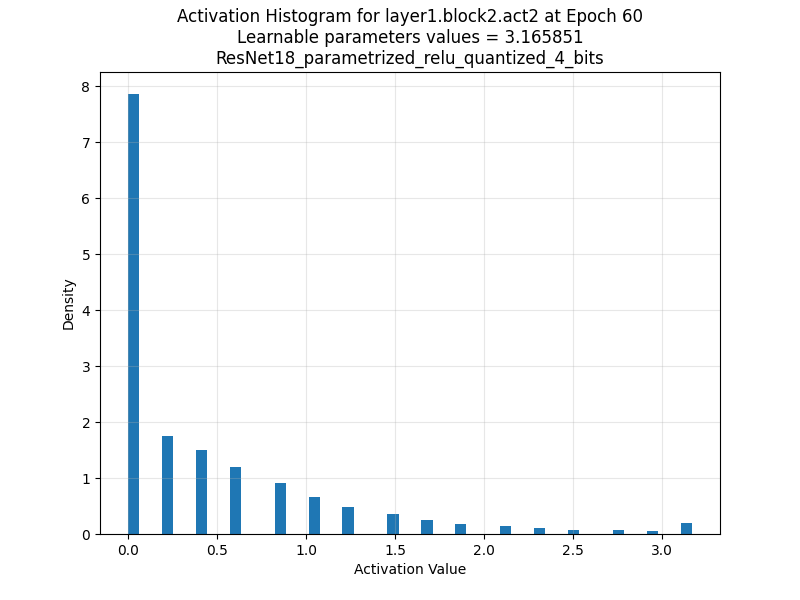 Activation Histogram for layer1.block2.act2 at Epoch 60
Learnable parameters values = 3.165851
ResNet18_parametrized_relu_quantized_4_bits
8
7
6
5
4
3
2
1
0
Density
0.0 0.5 1.0 1.5 2.0 2.5 3.0
Activation Value